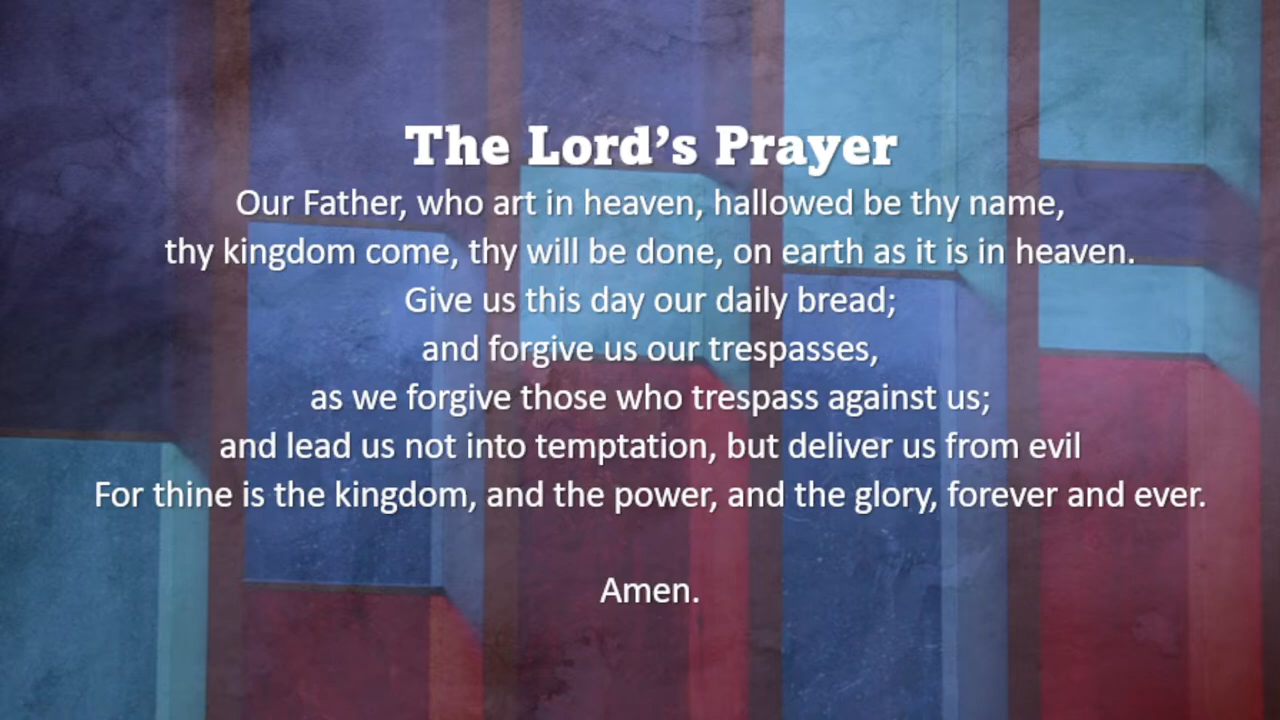 The Lord’s Prayer
Our Father, who art in heaven, hallowed be thy name,
thy kingdom come, thy will be done, on earth as it is in heaven.
Give us this day our daily bread;
and forgive us our trespasses,
as we forgive those who trespass against us;
and lead us not into temptation, but deliver us from evil
For thine is the kingdom, and the power, and the glory, forever and ever.
Amen.